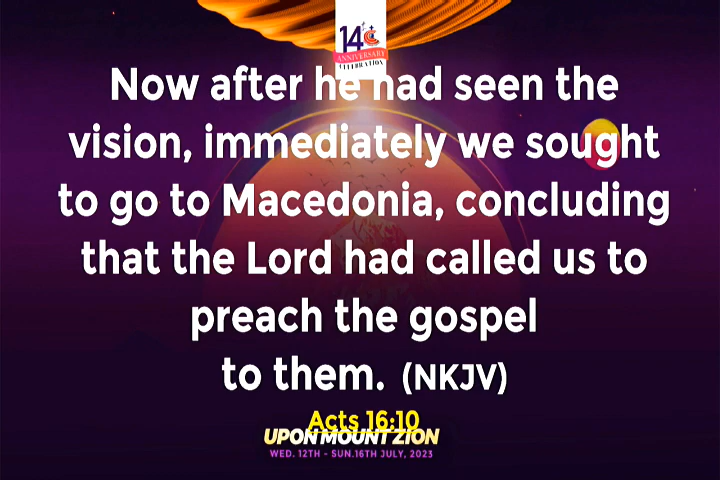 14
ANNIVERSARY
CELEBRATION
Now after he had seen the
vision, immediately we sought
to go to Macedonia, concluding
that the Lord had called us to
preach the gospel
to them. (NKJV)
Acts 16:10
UPON MOUNT ZION
WED. 12TH - SUN.16TH JULY, 2023